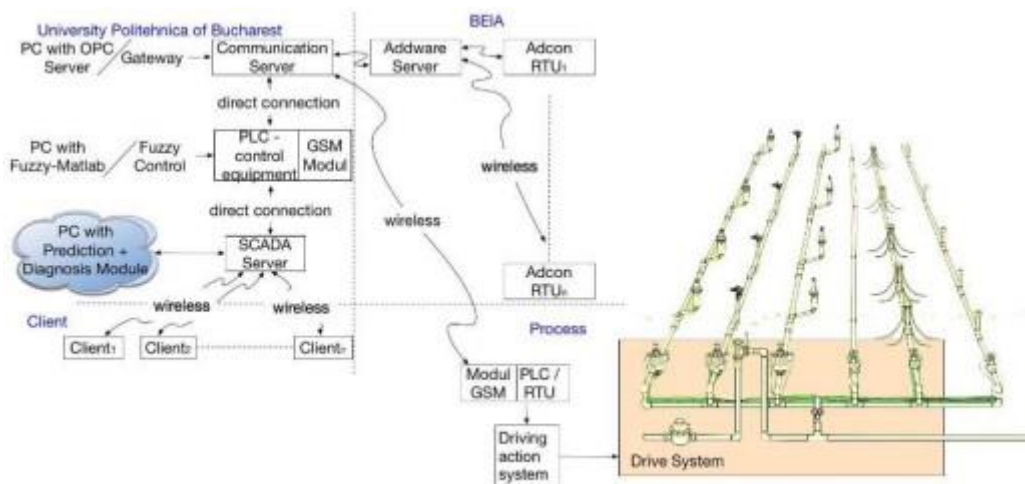 University Politehnica of Bucharest
BEIA
PC with OPC
Server
Gateway
Communication
Server
Addware
Server
Adcon
RTU₁
direct connection
PC with
Fuzzy-Matlab
Fuzzy
Control
PLC -
control
equipment
GSM
Modul
wireless
direct connection
wireless
PC with
Prediction +
Diagnosis Module
SCADA
Server
Adcon
RTUₙ
wireless
wireless
Client
Process
Client₁
Client₂
Clientₙ
Modul
GSM
PLC /
RTU
Driving
action
system
Drive System